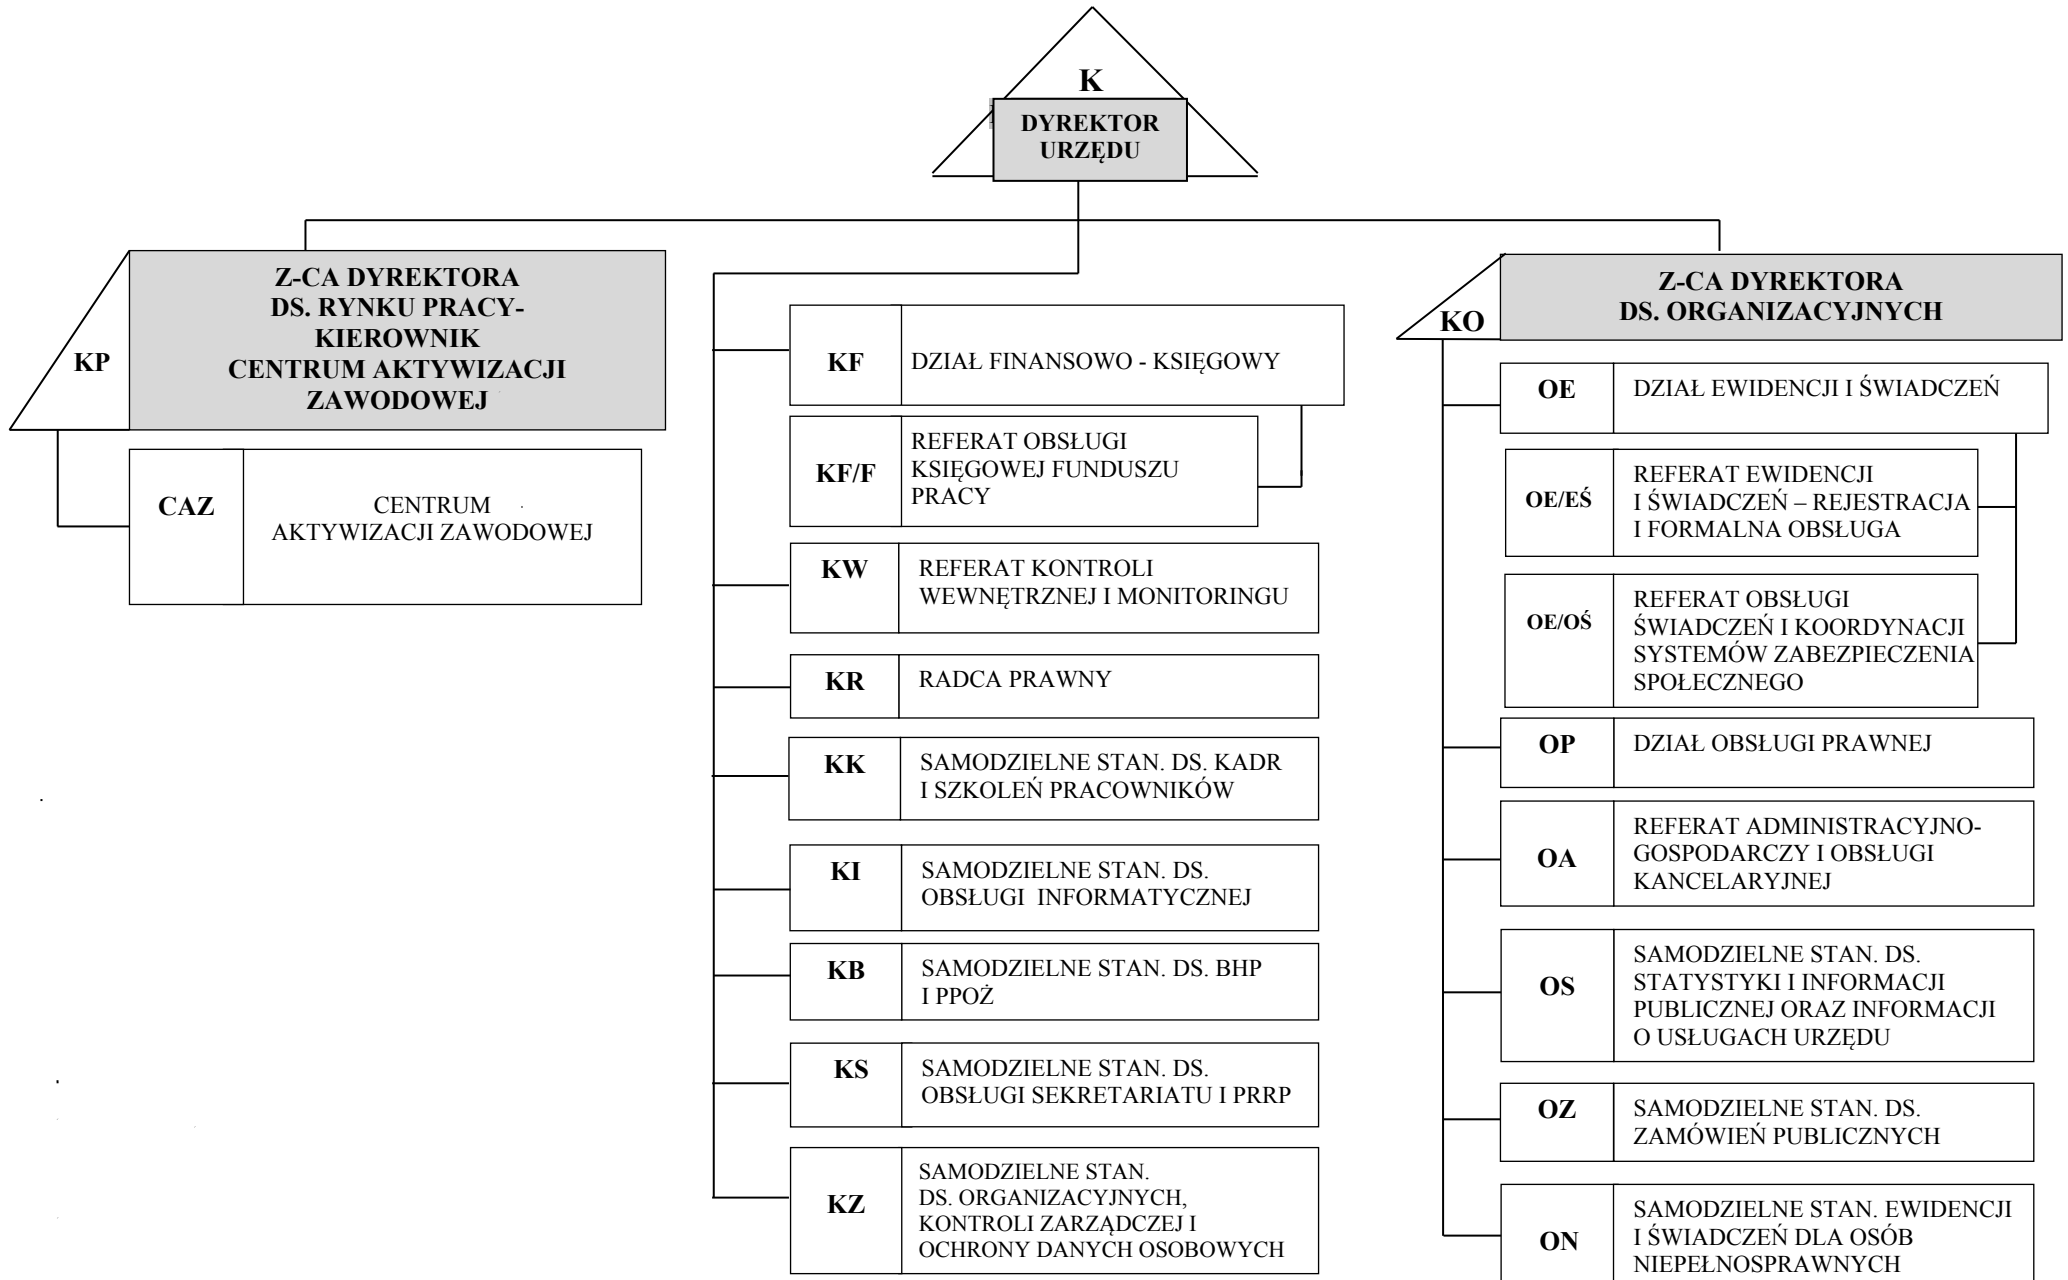 K
DYREKTOR
URZĘDU
KP
Z-CA DYREKTORA
DS. RYNKU PRACY-
KIEROWNIK
CENTRUM AKTYWIZACJI
ZAWODOWEJ
CAZ
CENTRUM
AKTYWIZACJI ZAWODOWEJ
KF
DZIAŁ FINANSOWO - KSIĘGOWY
KF/F
REFERAT OBSŁUGI
KSIĘGOWEJ FUNDUSZU
PRACY
KW
REFERAT KONTROLI
WEWNĘTRZNEJ I MONITORINGU
KR
RADCA PRAWNY
KK
SAMODZIELNE STAN. DS. KADR
I SZKOLEŃ PRACOWNIKÓW
KI
SAMODZIELNE STAN. DS.
OBSŁUGI INFORMATYCZNEJ
KB
SAMODZIELNE STAN. DS. BHP
I PPOŻ
KS
SAMODZIELNE STAN. DS.
OBSŁUGI SEKRETARIATU I PRRP
KZ
SAMODZIELNE STAN.
DS. ORGANIZACYJNYCH,
KONTROLI ZARZĄDCZEJ I
OCHRONY DANYCH OSOBOWYCH
KO
Z-CA DYREKTORA
DS. ORGANIZACYJNYCH
OE
DZIAŁ EWIDENCJI I ŚWIADCZEŃ
OE/EŚ
REFERAT EWIDENCJI
I ŚWIADCZEŃ – REJESTRACJA
I FORMALNA OBSŁUGA
OE/OŚ
REFERAT OBSŁUGI
ŚWIADCZEŃ I KOORDYNACJI
SYSTEMÓW ZABEZPIECZENIA
SPOŁECZNEGO
OP
DZIAŁ OBSŁUGI PRAWNEJ
OA
REFERAT ADMINISTRACYJNO-
GOSPODARCZY I OBSŁUGI
KANCELARYJNEJ
OS
SAMODZIELNE STAN. DS.
STATYSTYKI I INFORMACJI
PUBLICZNEJ ORAZ INFORMACJI
O USŁUGACH URZĘDU
OZ
SAMODZIELNE STAN. DS.
ZAMÓWIEŃ PUBLICZNYCH
ON
SAMODZIELNE STAN. EWIDENCJI
I ŚWIADCZEŃ DLA OSÓB
NIEPEŁNOSPRAWNYCH